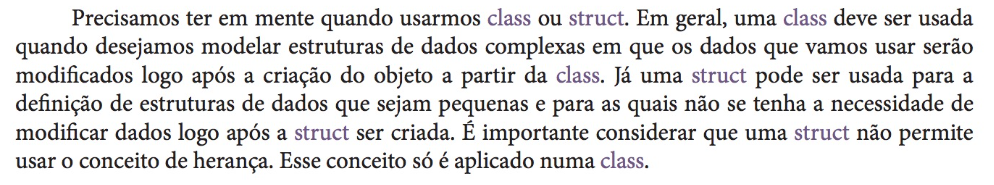 Precisamos ter em mente quando usarmos class ou struct. Em geral, uma class deve ser usada
quando desejamos modelar estruturas de dados complexas em que os dados que vamos usar serão
modificados logo após a criação do objeto a partir da class. Já uma struct pode ser usada para a
definição de estruturas de dados que sejam pequenas e para as quais não se tenha a necessidade de
modificar dados logo após a struct ser criada. É importante considerar que uma struct não permite
usar o conceito de herança. Esse conceito só é aplicado numa class.